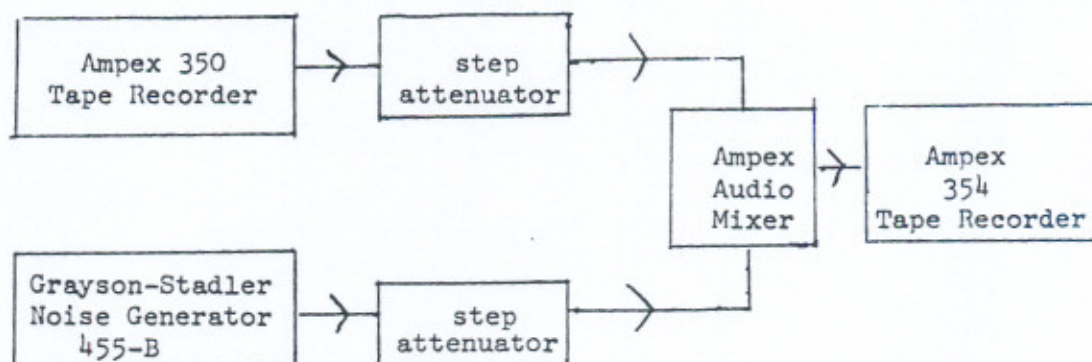 Ampex 350
Tape Recorder
step
attenuator
Ampex
Audio
Mixer
Ampex
354
Tape Recorder
Grayson-Stadler
Noise Generator
455-B
step
attenuator